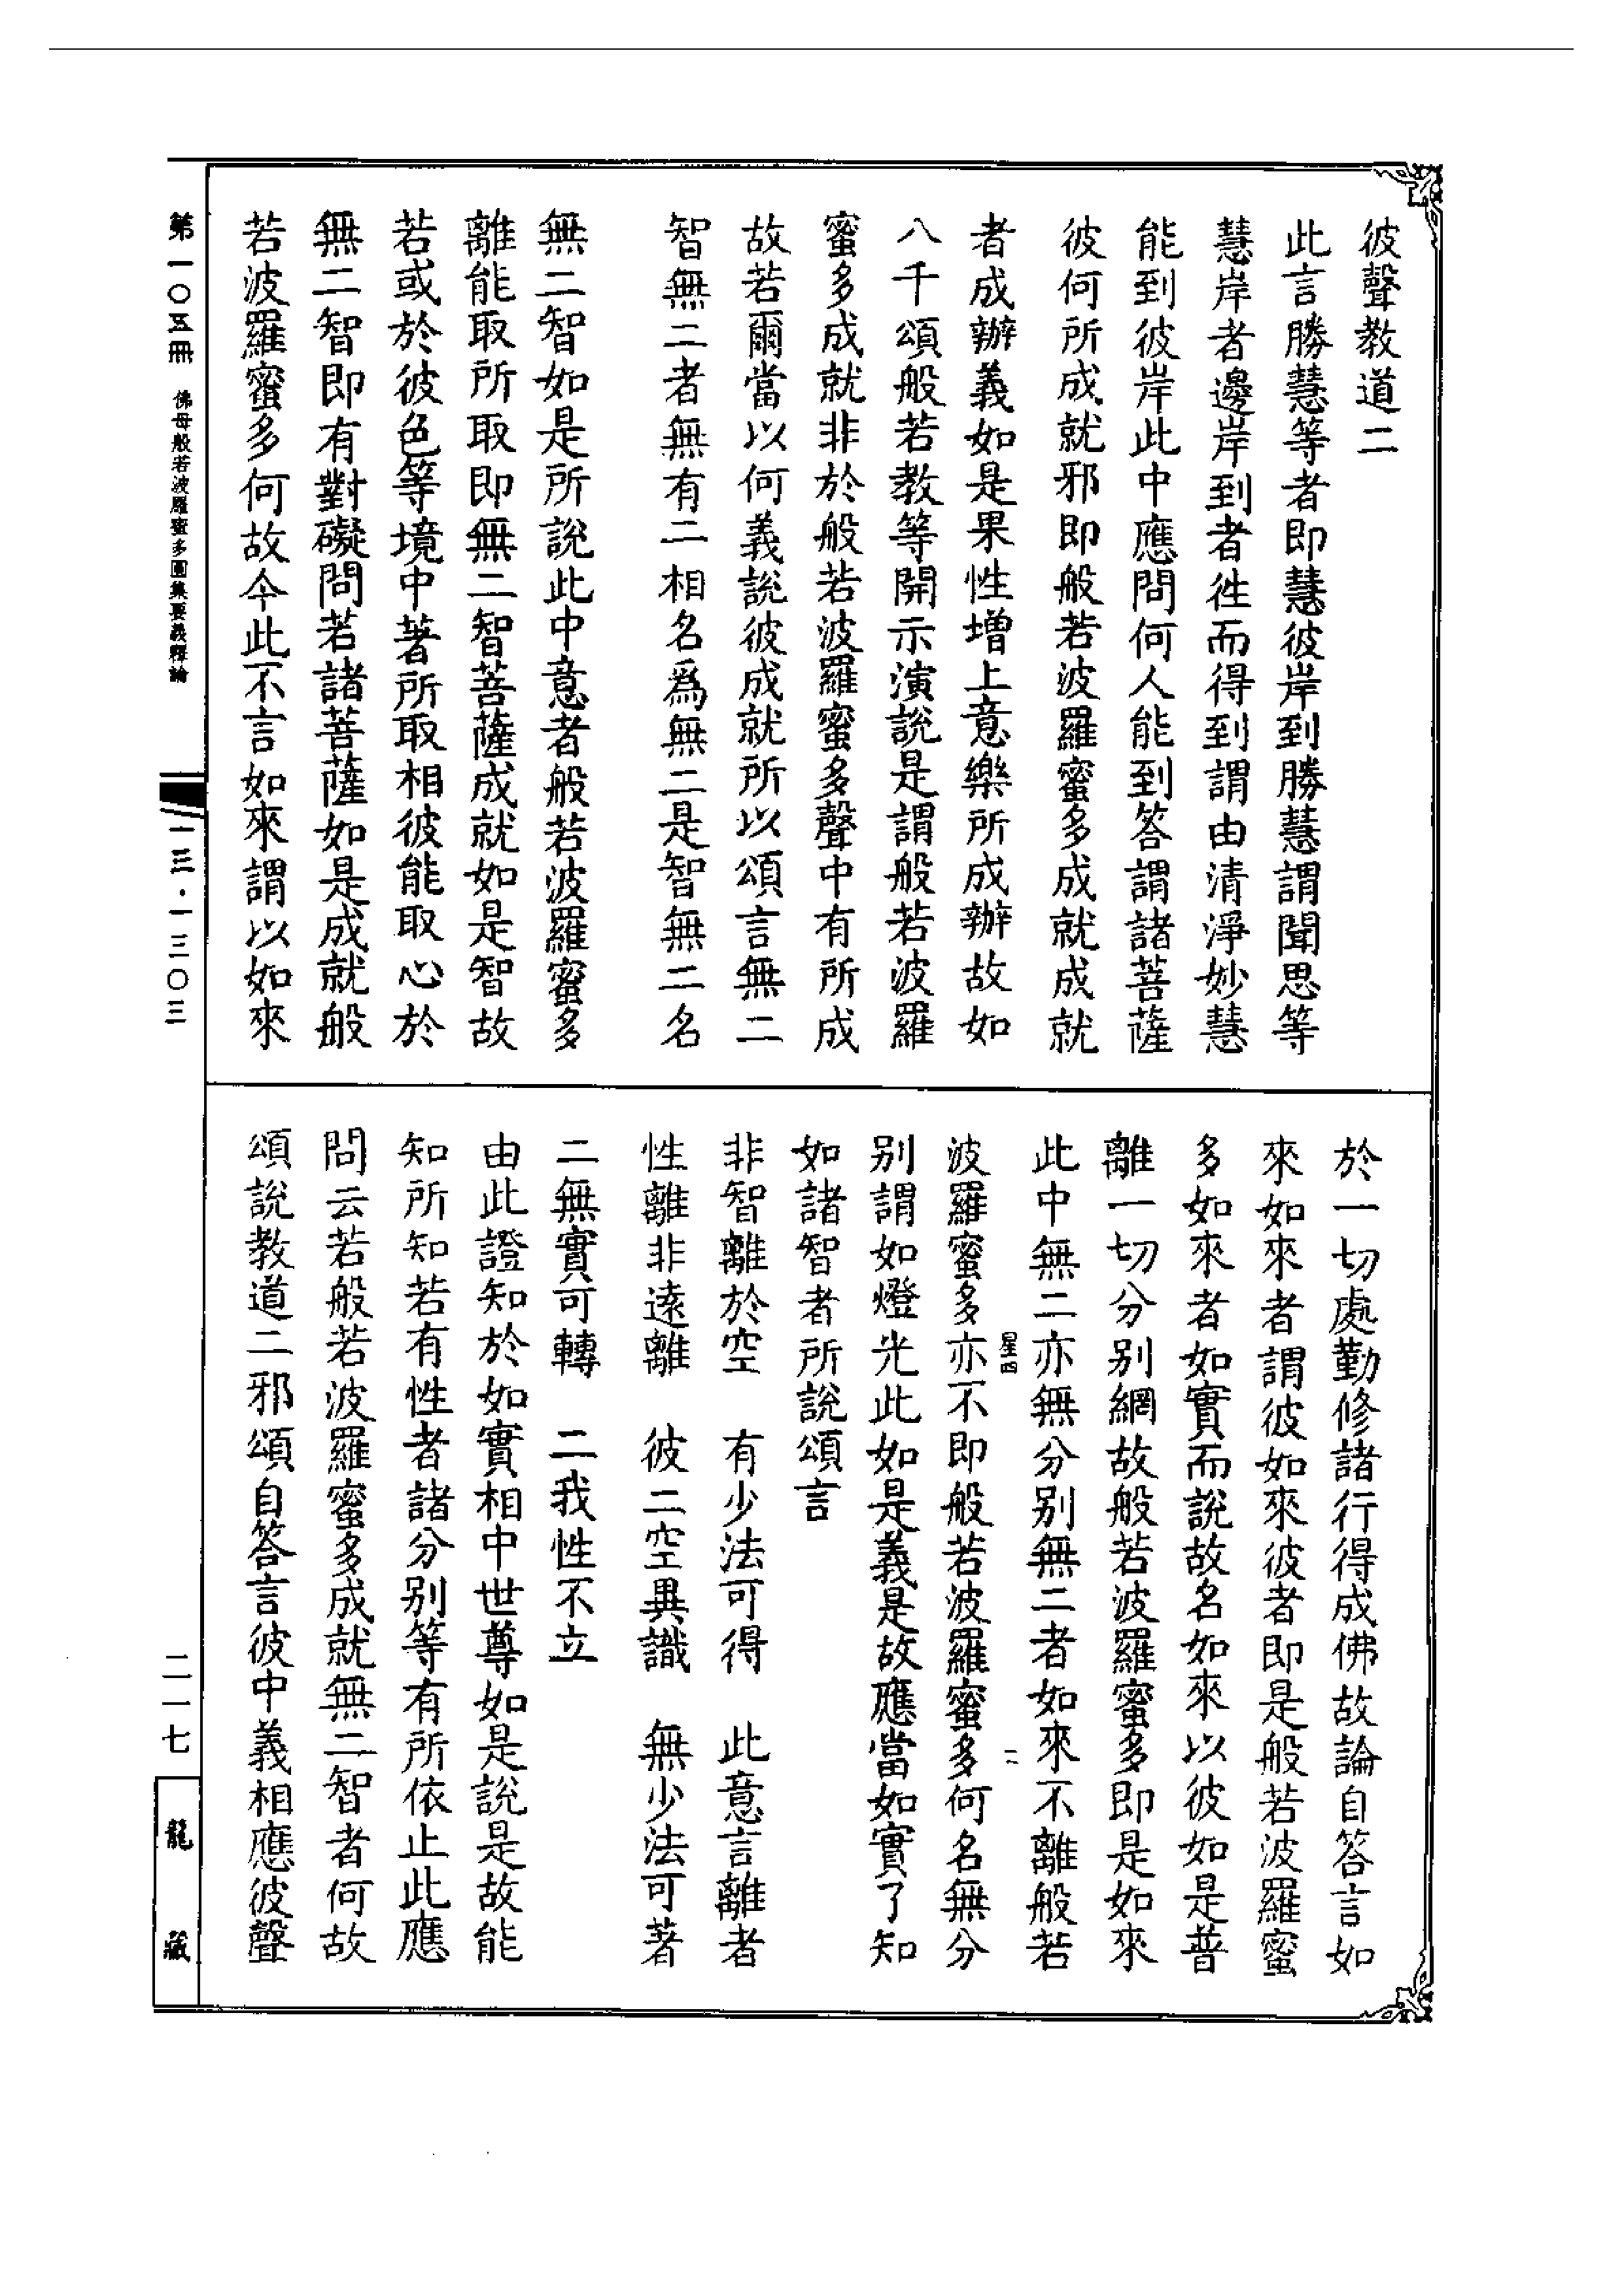 彼聲教道二
此言勝慧等者即慧彼岸到勝慧謂聞思等
慧岸者邊岸到者徃而得到謂由清淨妙慧
能到彼岸此中應問何人能到答謂諸菩薩
彼何所成就邪即般若波羅蜜多成就成就
者成辦義如是果性增上意樂所成辦故如
八千頌般若教等開示演說是謂般若波羅
蜜多成就非於般若波羅蜜多聲中有所成
故若爾當以何義說彼成就所以頌言無二
智無二者無有二相名爲無二是智無二名
無二智如是所說此中意者般若波羅蜜多
離能取所取即無二智菩薩成就如是智故
若或於彼色等境中著所取相彼能取心於
無二智即有對礙問若諸菩薩如是成就般
若波羅蜜多何故今此不言如來謂以如來
於一切處勤修諸行得成佛故論自答言如
來如來者謂彼如來彼者即是般若波羅蜜
多如來者如實而說故名如來以彼如是普
離一切分别網故般若波羅蜜多即是如來
此中無二亦無分别無二者如來不離般若
星四 二
波羅蜜多亦不即般若波羅蜜多何名無分
别謂如燈光此如是義是故應當如實了知
如諸智者所說頌言
非智離於空 有少法可得 此意言離者
性離非遠離 彼二空異識 無少法可著
二無實可轉 二我性不立
由此證知於如實相中世尊如是說是故能
知所知若有性者諸分别等有所依止此應
問云若般若波羅蜜多成就無二智者何故
頌說教道二邪頌自答言彼中義相應彼聲
第一〇五冊 佛母般若波羅蜜多圓集要義釋論
一三·一三〇三
二一七
龍藏